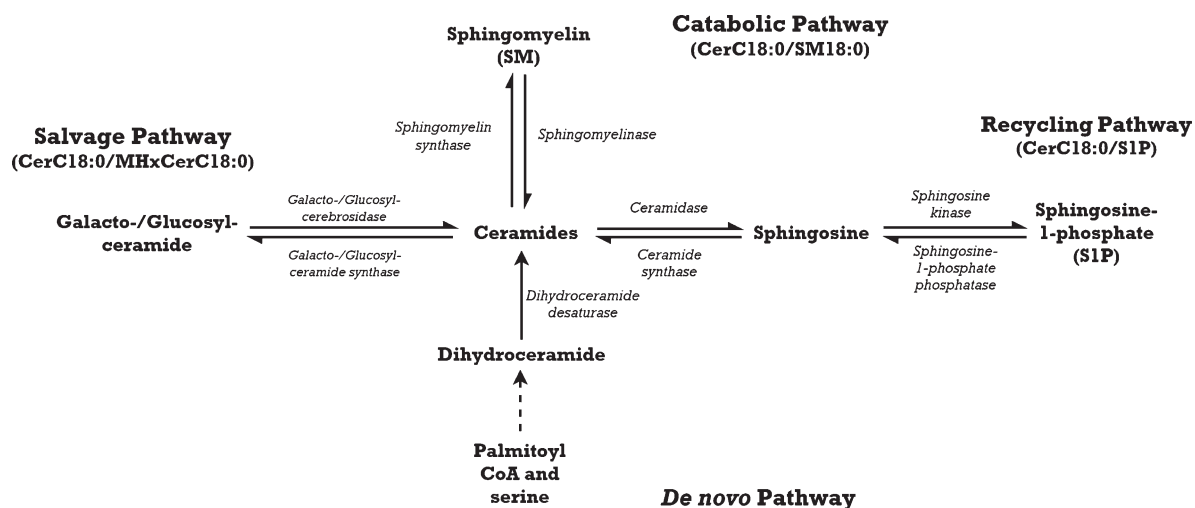 Catabolic Pathway
(CerC18:0/SM18:0)
Sphingomyelin
(SM)
Sphingomyelin
synthase
Sphingomyelinase
Salvage Pathway
(CerC18:0/MHxCerC18:0)
Recycling Pathway
(CerC18:0/S1P)
Galacto-/Glucosyl-
ceramide
Galacto-/Glucosyl-
cerebrosidase
Galacto-/Glucosyl-
ceramide synthase
Ceramides
Ceramidase
Ceramide
synthase
Sphingosine
Sphingosine
kinase
Sphingosine-
1-phosphate
phosphatase
Sphingosine-
1-phosphate
(S1P)
Dihydroceramide
desaturase
Dihydroceramide
Palmitoyl
CoA and
serine
De novo Pathway